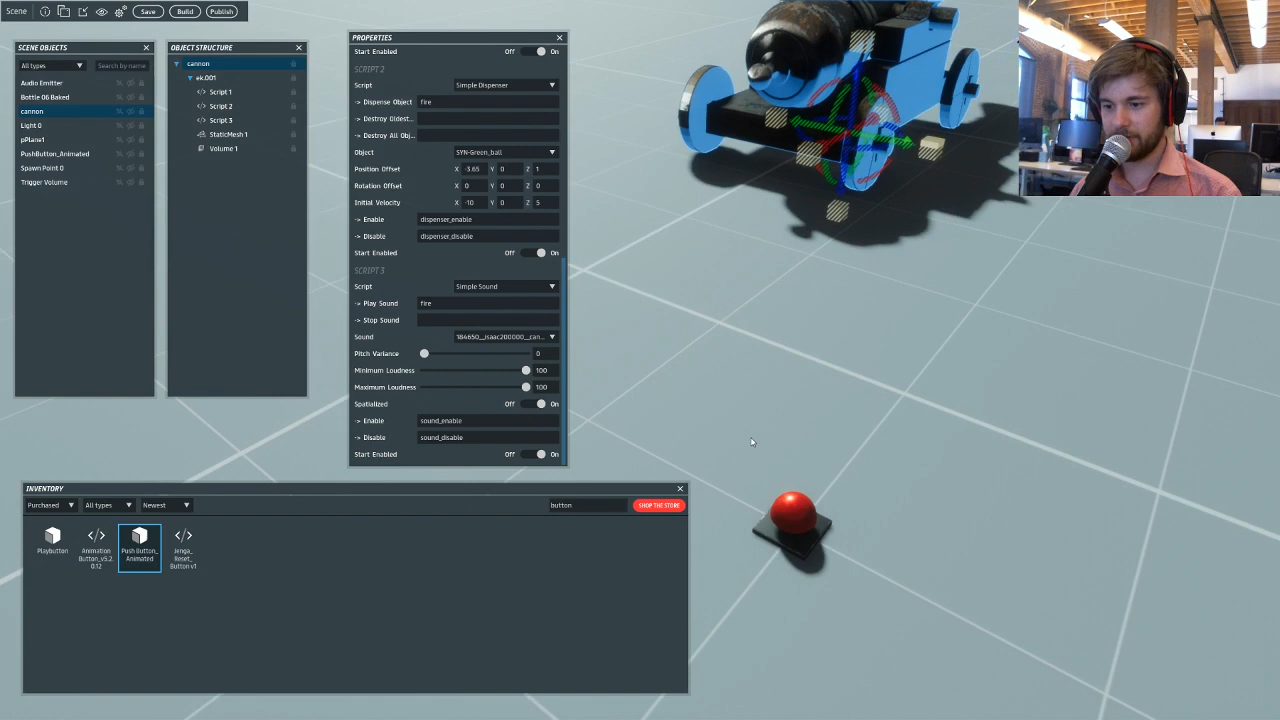 Scene Save Build Publish
SCENE OBJECTS
All types Search by name
Audio Emitter
Bottle 06 Baked
cannon
Light 0
pPlane1
PushButton_Animated
Spawn Point 0
Trigger Volume
OBJECT STRUCTURE
cannon
ek.001
Script 1
Script 2
Script 3
StaticMesh 1
Volume 1
PROPERTIES
Start Enabled Off On
SCRIPT 2
Script Simple Dispenser
-> Dispense Object fire
-> Destroy Oldest...
-> Destroy All Obj...
Object SYN-Green_ball
Position Offset X -3.65 Y 0 Z 1
Rotation Offset X 0 Y 0 Z 0
Initial Velocity X -10 Y 0 Z 5
-> Enable dispenser_enable
-> Disable dispenser_disable
Start Enabled Off On
SCRIPT 3
Script Simple Sound
-> Play Sound fire
-> Stop Sound
Sound 184650__isaac200000__can...
Pitch Variance 0
Minimum Loudness 100
Maximum Loudness 100
Spatialized Off On
-> Enable sound_enable
-> Disable sound_disable
Start Enabled Off On
INVENTORY
Purchased All types Newest button SHOP THE STORE
Playbutton
Animation
Button_v5.2.
0.12
Push Button_
Animated
Jenga_
Reset_
Button v1